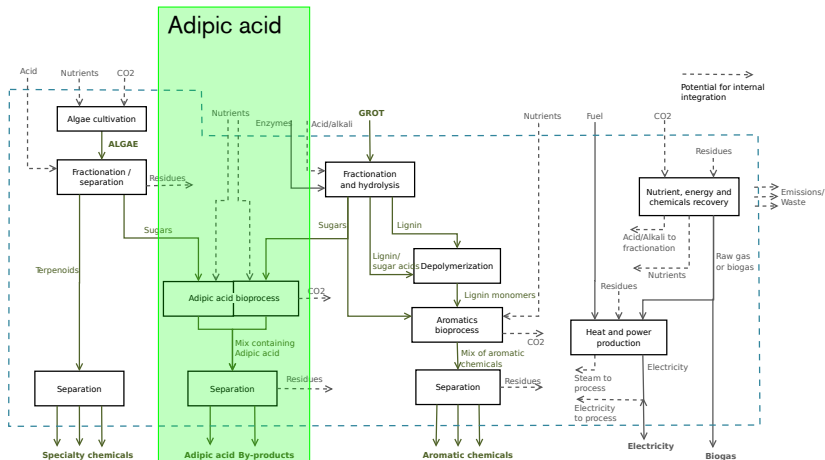 Adipic acid
Acid
Nutrients
CO2
Potential for internal
integration
Nutrients
Enzymes
Acid/alkali
GROT
Nutrients
Fuel
CO2
Algae cultivation
ALGAE
Residues
Fractionation /
separation
Residues
Fractionation
and hydrolysis
Nutrient, energy and
chemicals recovery
Emissions/
Waste
Sugars
Sugars
Lignin
Acid/Alkali to
fractionation
Raw gas
or biogas
Terpenoids
Lignin/
sugar acids
Depolymerization
Nutrients
Residues
Adipic acid bioprocess
CO2
Lignin monomers
Aromatics
bioprocess
CO2
Heat and power
production
Mix containing
Adipic acid
Mix of aromatic
chemicals
Electricity
Separation
Separation
Residues
Separation
Residues
Steam to
process
Electricity
to process
Specialty chemicals
Adipic acid By-products
Aromatic chemicals
Electricity
Biogas